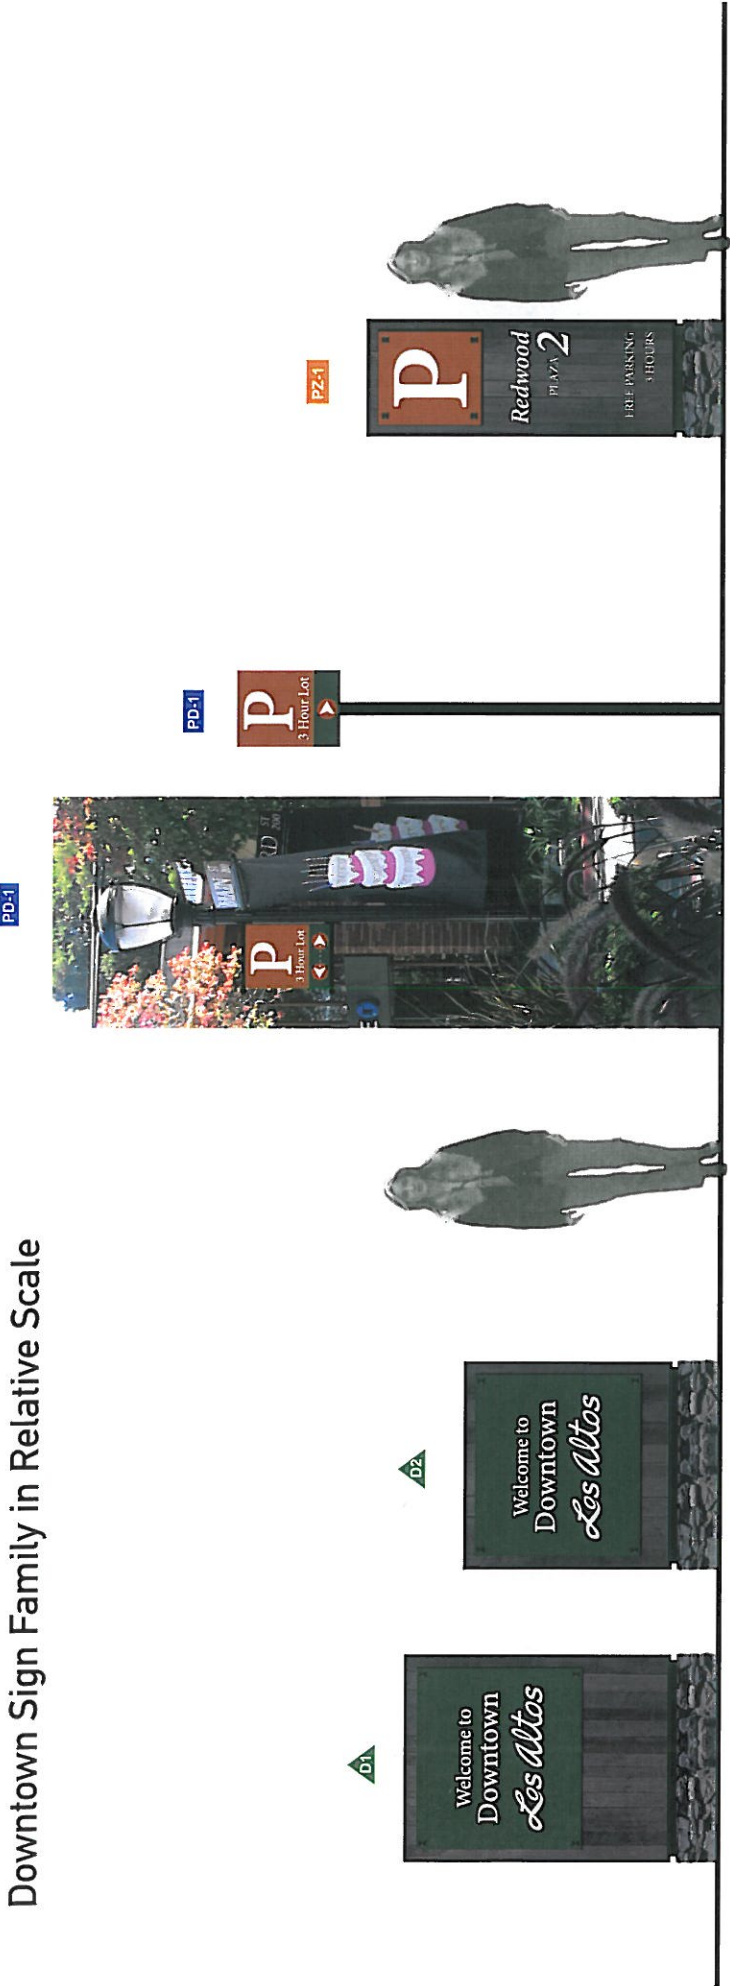 Downtown Sign Family in Relative Scale
D1
Welcome to
Downtown
Los Altos
D2
Welcome to
Downtown
Los Altos
PD-1
MAIN
P
3 Hour Lot
PD-1
P
3 Hour Lot
PZ-1
P
Redwood
PLAZA 2
FREE PARKING
3 HOURS